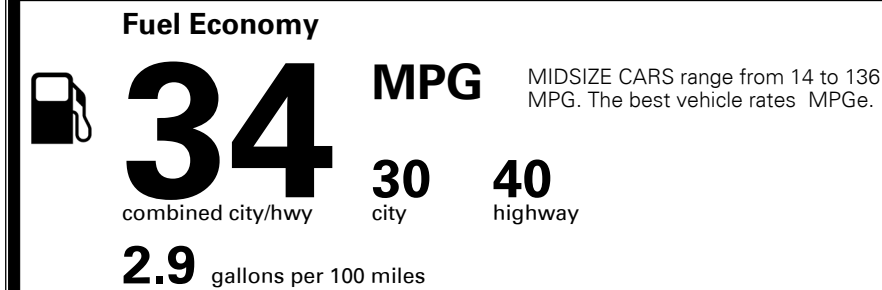 Fuel Economy
34 MPG
MIDSIZE CARS range from 14 to 136
MPG. The best vehicle rates  MPGe.
30 40
combined city/hwy city highway
2.9 gallons per 100 miles